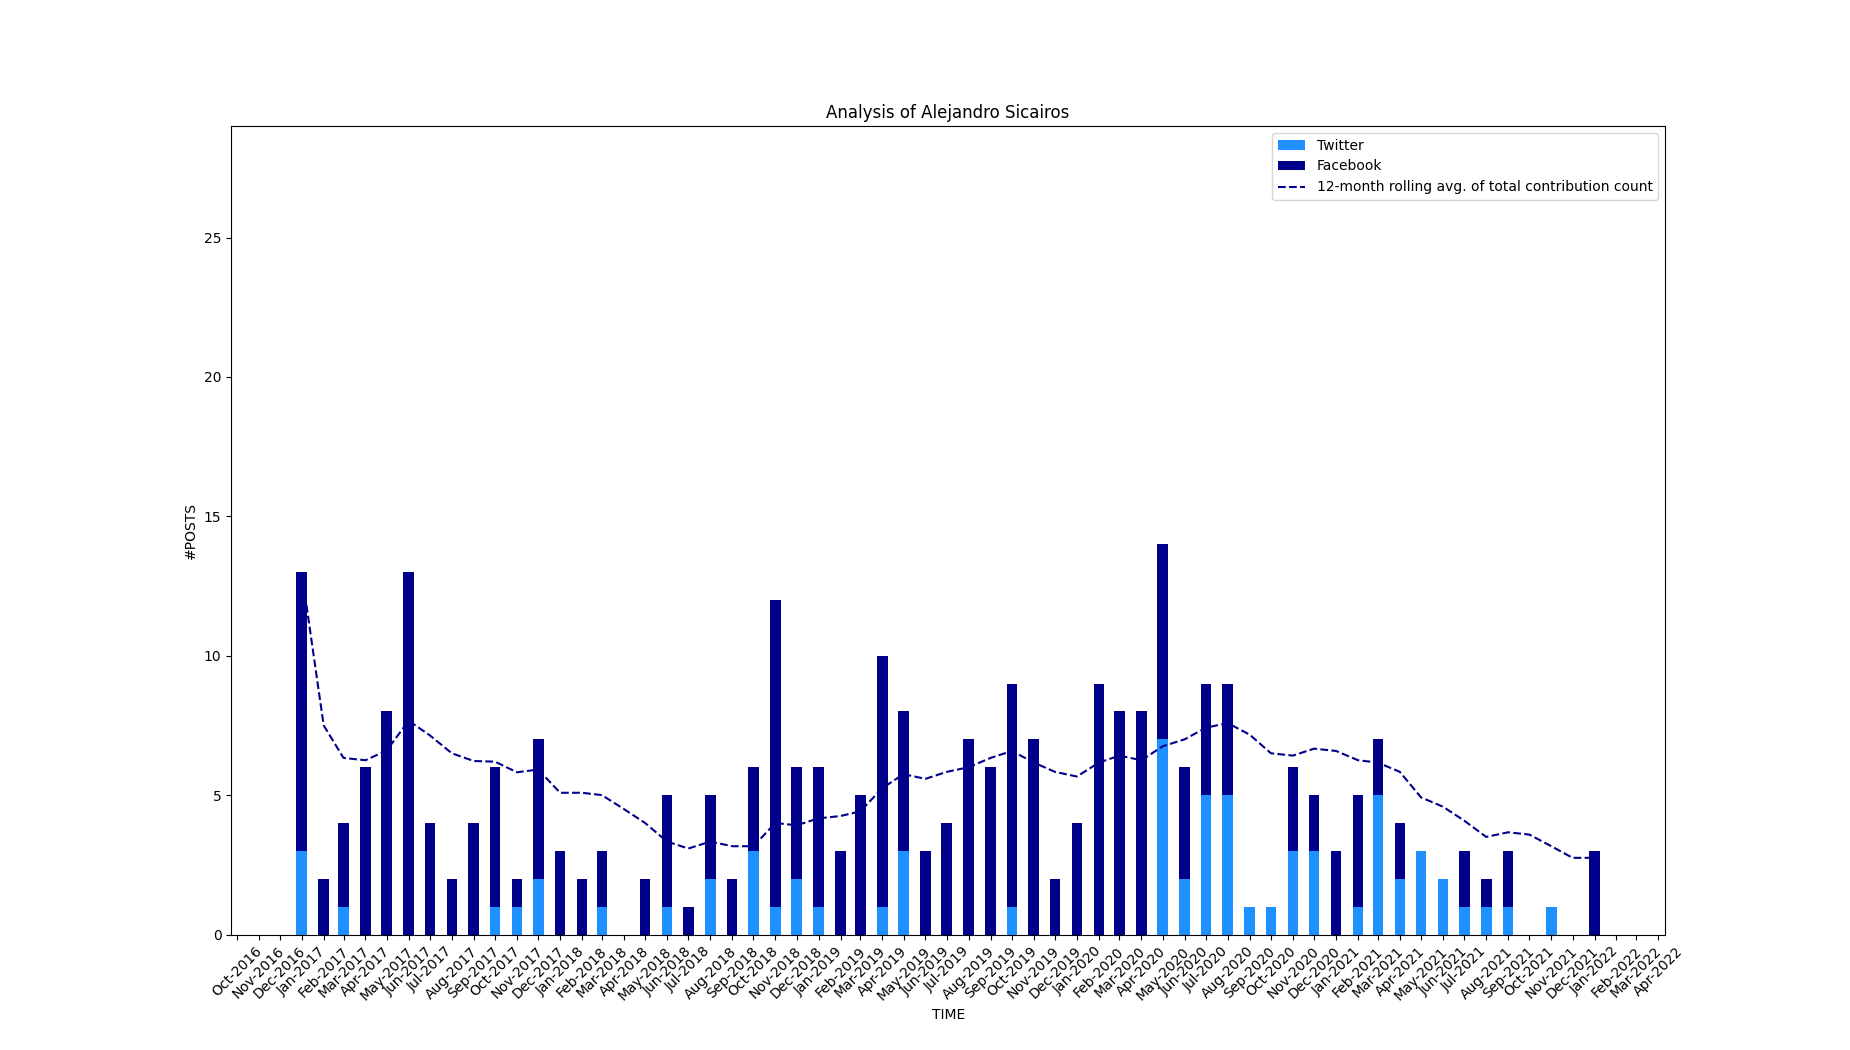 Analysis of Alejandro Sicairos
Twitter
Facebook
12-month rolling avg. of total contribution count
25
20
15
10
5
0
#POSTS
Oct-2016
Nov-2016
Dec-2016
Jan-2017
Feb-2017
Mar-2017
Apr-2017
May-2017
Jun-2017
Jul-2017
Aug-2017
Sep-2017
Oct-2017
Nov-2017
Dec-2017
Jan-2018
Feb-2018
Mar-2018
Apr-2018
May-2018
Jun-2018
Jul-2018
Aug-2018
Sep-2018
Oct-2018
Nov-2018
Dec-2018
Jan-2019
Feb-2019
Mar-2019
Apr-2019
May-2019
Jun-2019
Jul-2019
Aug-2019
Sep-2019
Oct-2019
Nov-2019
Dec-2019
Jan-2020
Feb-2020
Mar-2020
Apr-2020
May-2020
Jun-2020
Jul-2020
Aug-2020
Sep-2020
Oct-2020
Nov-2020
Dec-2020
Jan-2021
Feb-2021
Mar-2021
Apr-2021
May-2021
Jun-2021
Jul-2021
Aug-2021
Sep-2021
Oct-2021
Nov-2021
Dec-2021
Jan-2022
Feb-2022
Mar-2022
Apr-2022
TIME